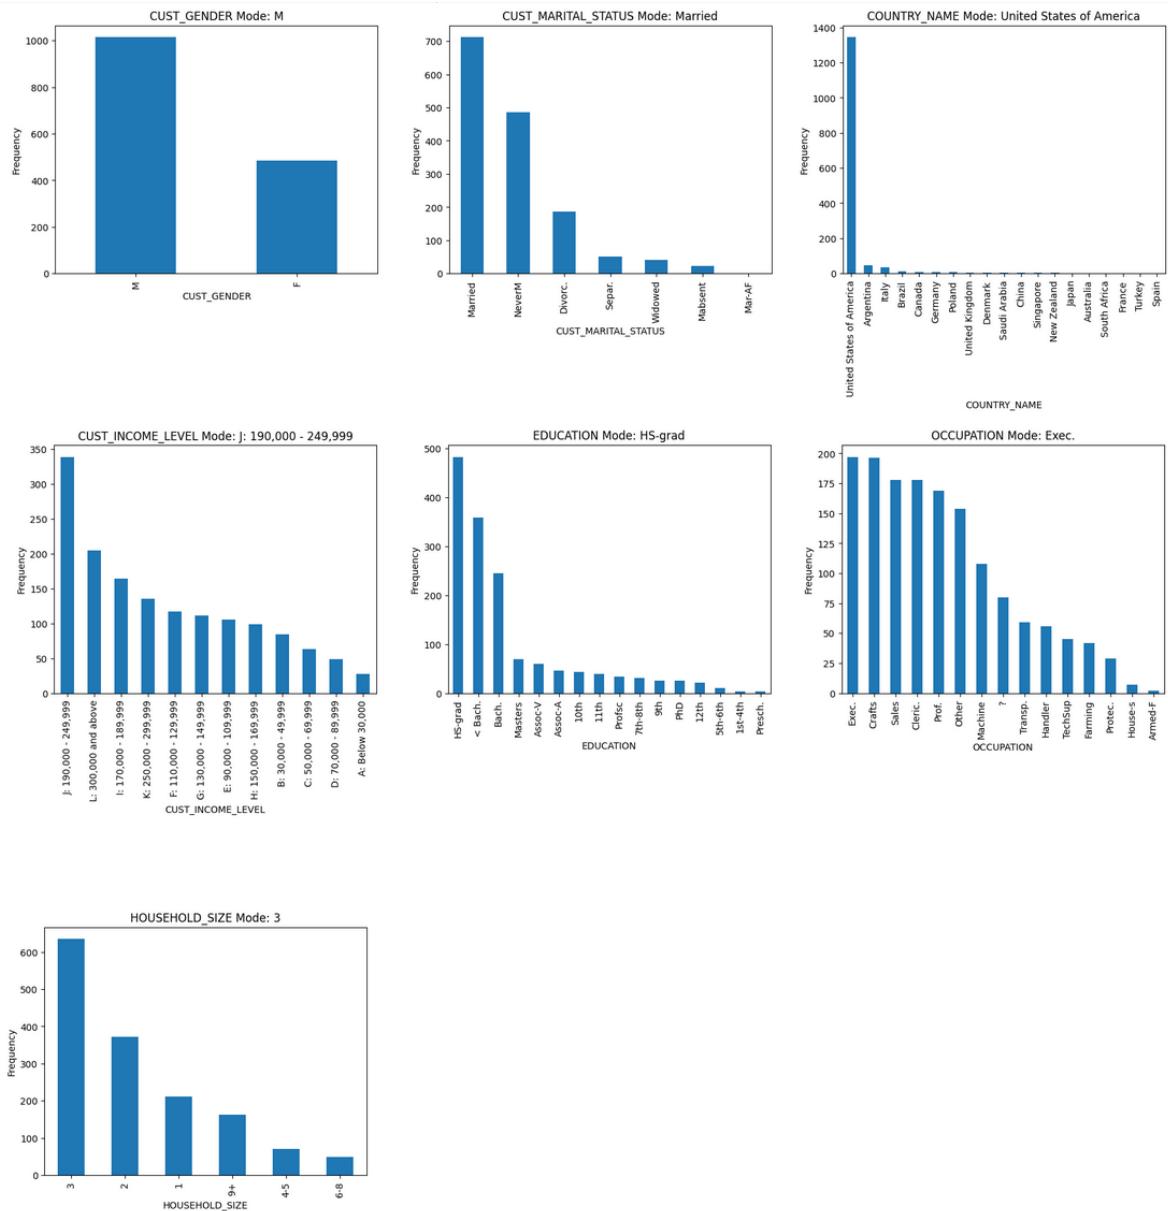 CUST_GENDER Mode: M
1000
800
600
400
200
0
Frequency
M
F
CUST_GENDER
CUST_MARITAL_STATUS Mode: Married
700
600
500
400
300
200
100
0
Frequency
Married
NeverM
Divorc.
Separ.
Widowed
Mabsent
Mar-AF
CUST_MARITAL_STATUS
COUNTRY_NAME Mode: United States of America
1400
1200
1000
800
600
400
200
0
Frequency
United States of America
Argentina
Italy
Brazil
Canada
Germany
Poland
United Kingdom
Denmark
Saudi Arabia
China
Singapore
New Zealand
Japan
Australia
South Africa
France
Turkey
Spain
COUNTRY_NAME
CUST_INCOME_LEVEL Mode: J: 190,000 - 249,999
350
300
250
200
150
100
50
0
Frequency
J: 190,000 - 249,999
L: 300,000 and above
I: 170,000 - 189,999
K: 250,000 - 299,999
F: 110,000 - 129,999
G: 130,000 - 149,999
E: 90,000 - 109,999
H: 150,000 - 169,999
B: 30,000 - 49,999
C: 50,000 - 69,999
D: 70,000 - 89,999
A: Below 30,000
CUST_INCOME_LEVEL
EDUCATION Mode: HS-grad
500
400
300
200
100
0
Frequency
HS-grad
< Bach.
Bach.
Masters
Assoc-V
Assoc-A
10th
11th
Profsc
7th-8th
9th
PhD
12th
5th-6th
1st-4th
Presch.
EDUCATION
OCCUPATION Mode: Exec.
200
175
150
125
100
75
50
25
0
Frequency
Exec.
Crafts
Sales
Cleric.
Prof.
Other
Machine
?
Transp.
Handler
TechSup
Farming
Protec.
House-s
Armed-F
OCCUPATION
HOUSEHOLD_SIZE Mode: 3
600
500
400
300
200
100
0
Frequency
3
2
1
9+
4-5
6-8
HOUSEHOLD_SIZE